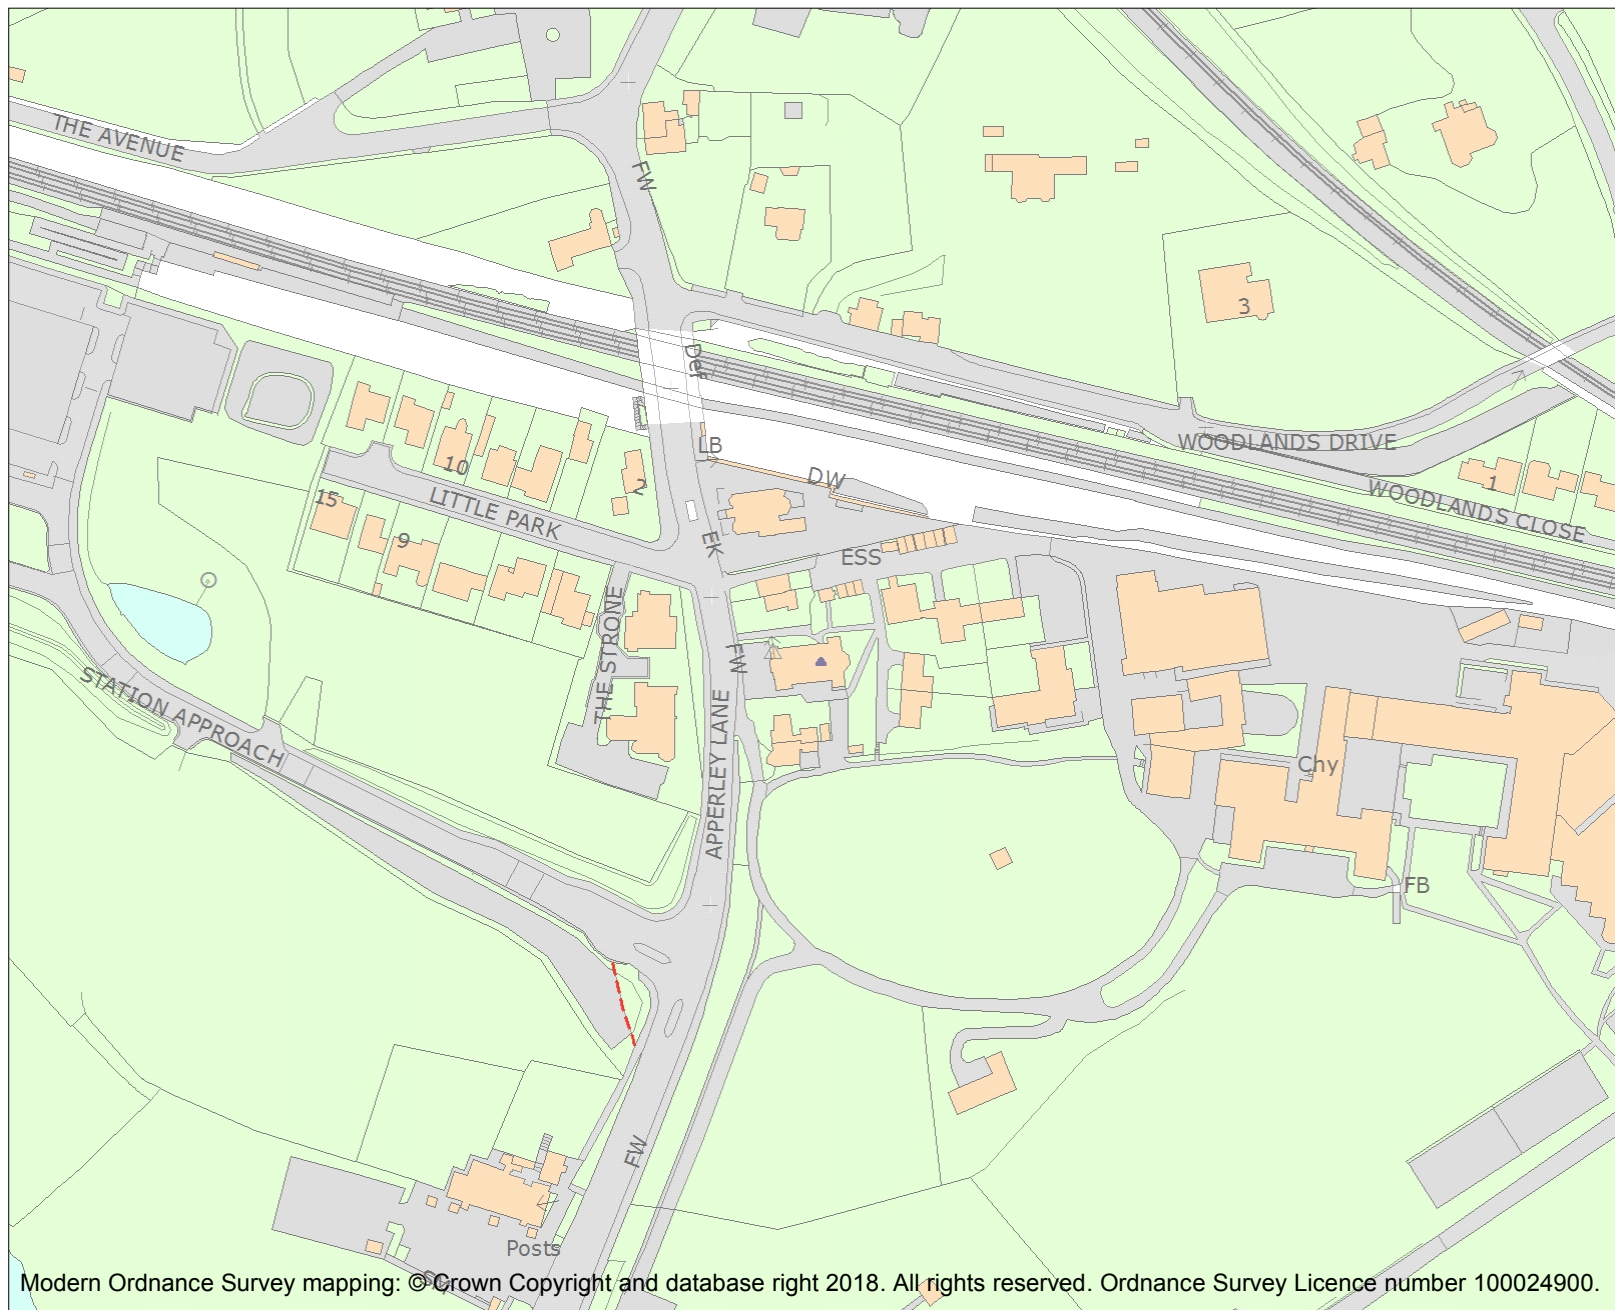 THE AVENUE
FW
3
Def
LB
DW
WOODLANDS DRIVE
WOODLANDS CLOSE
1
10
2
15
LITTLE PARK
9
EK
ESS
THE STRONE
FW
STATION APPROACH
APPERLEY LANE
Chy
FB
FW
Posts
Modern Ordnance Survey mapping: © Crown Copyright and database right 2018. All rights reserved. Ordnance Survey Licence number 100024900.